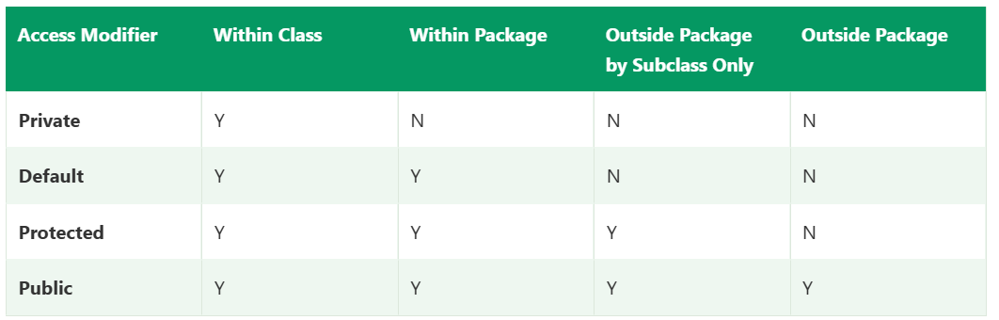 Access Modifier Within Class Within Package Outside Package by Subclass Only Outside Package
Private Y N N N
Default Y Y N N
Protected Y Y Y N
Public Y Y Y Y